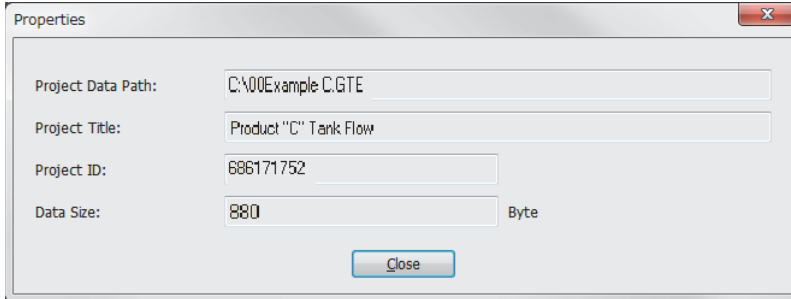 Properties
Project Data Path: C:\00Example C.GTE
Project Title: Product "C" Tank Flow
Project ID: 686171752
Data Size: 880 Byte
Close